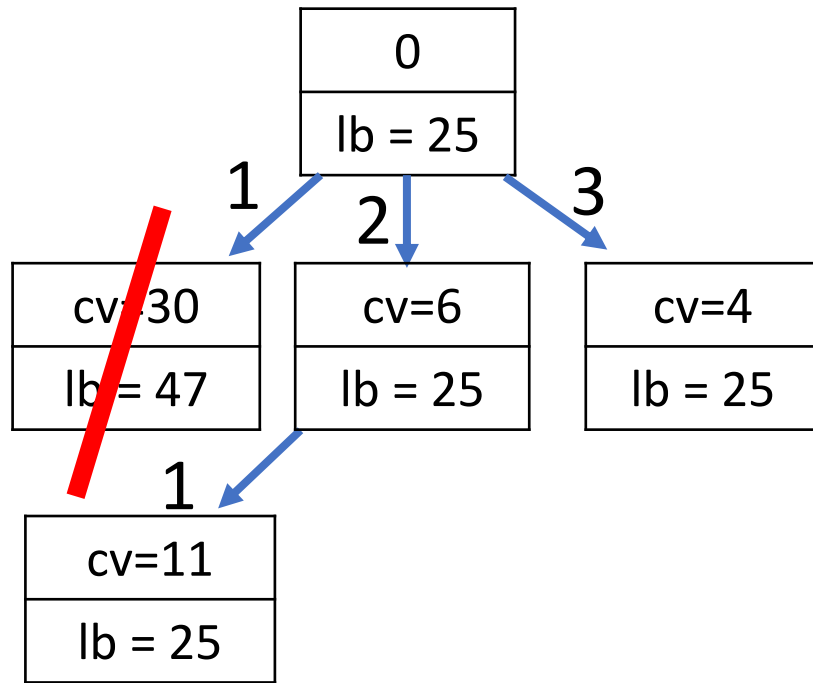 0
lb = 25
1
2
3
cv=30
lb = 47
cv=6
lb = 25
cv=4
lb = 25
1
cv=11
lb = 25